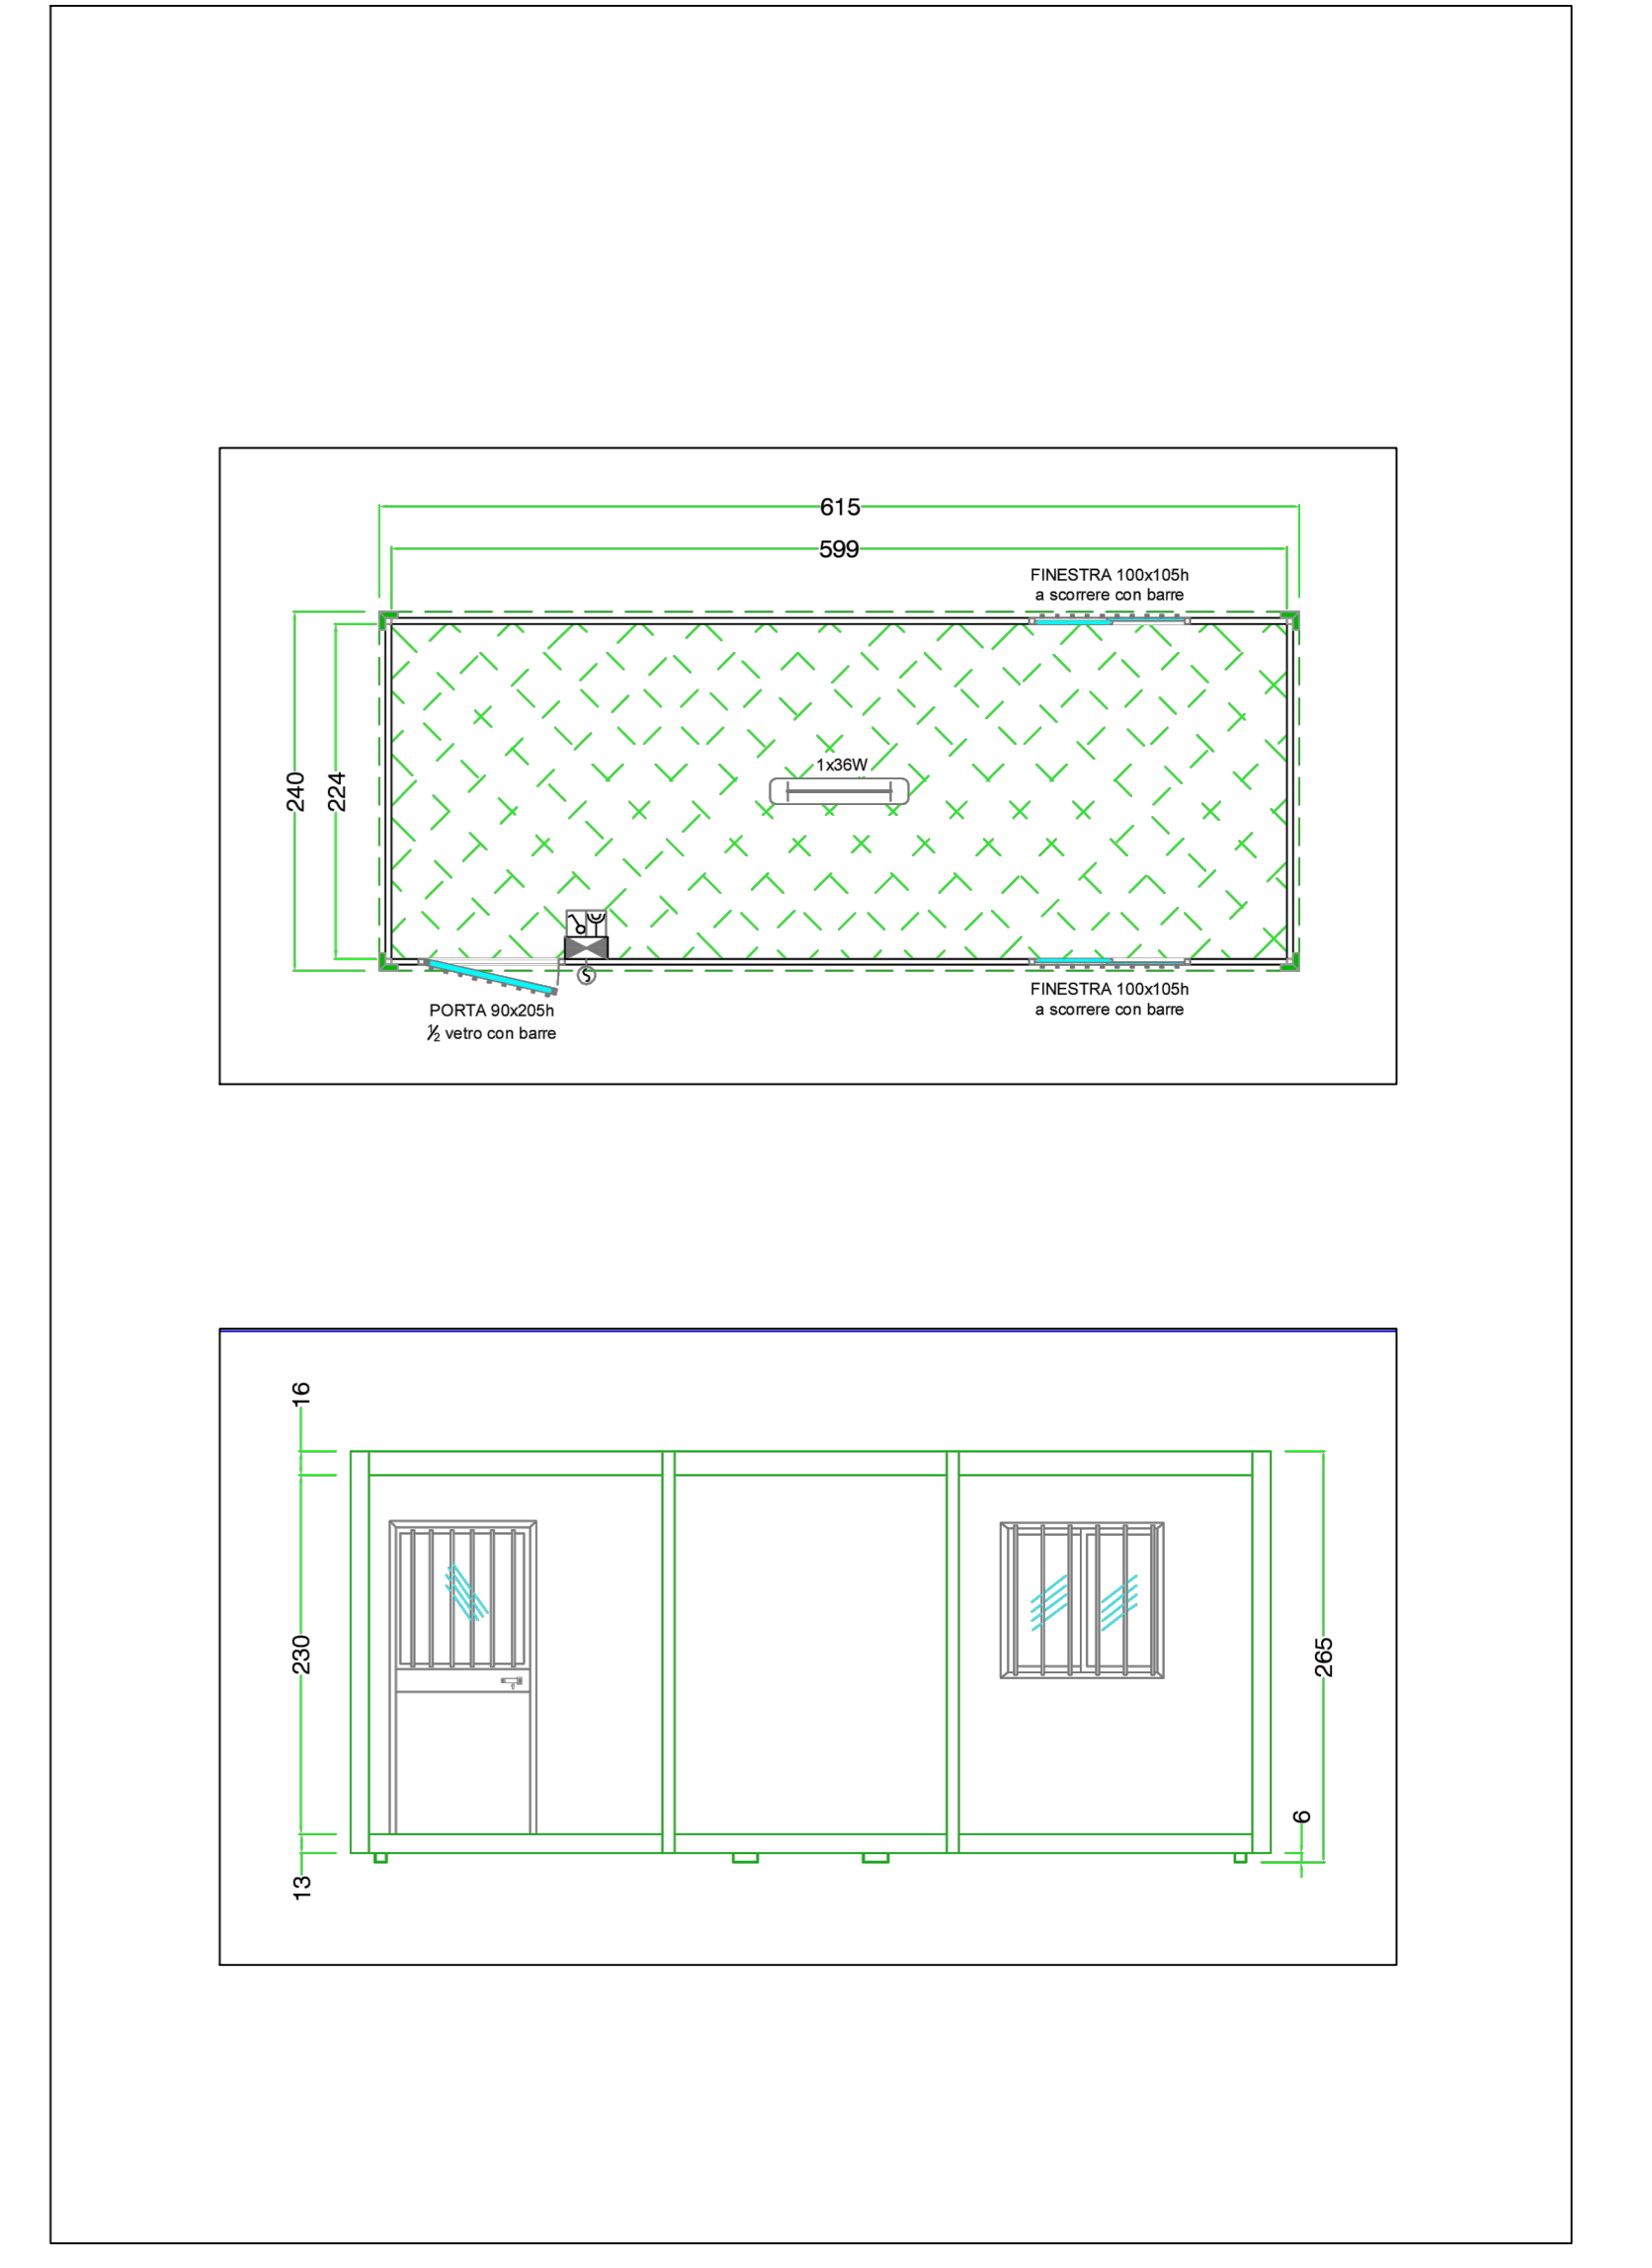 615
599
FINESTRA 100x105h
a scorrere con barre
240
224
1x36W
S
PORTA 90x205h
½ vetro con barre
FINESTRA 100x105h
a scorrere con barre
16
230
265
6
13